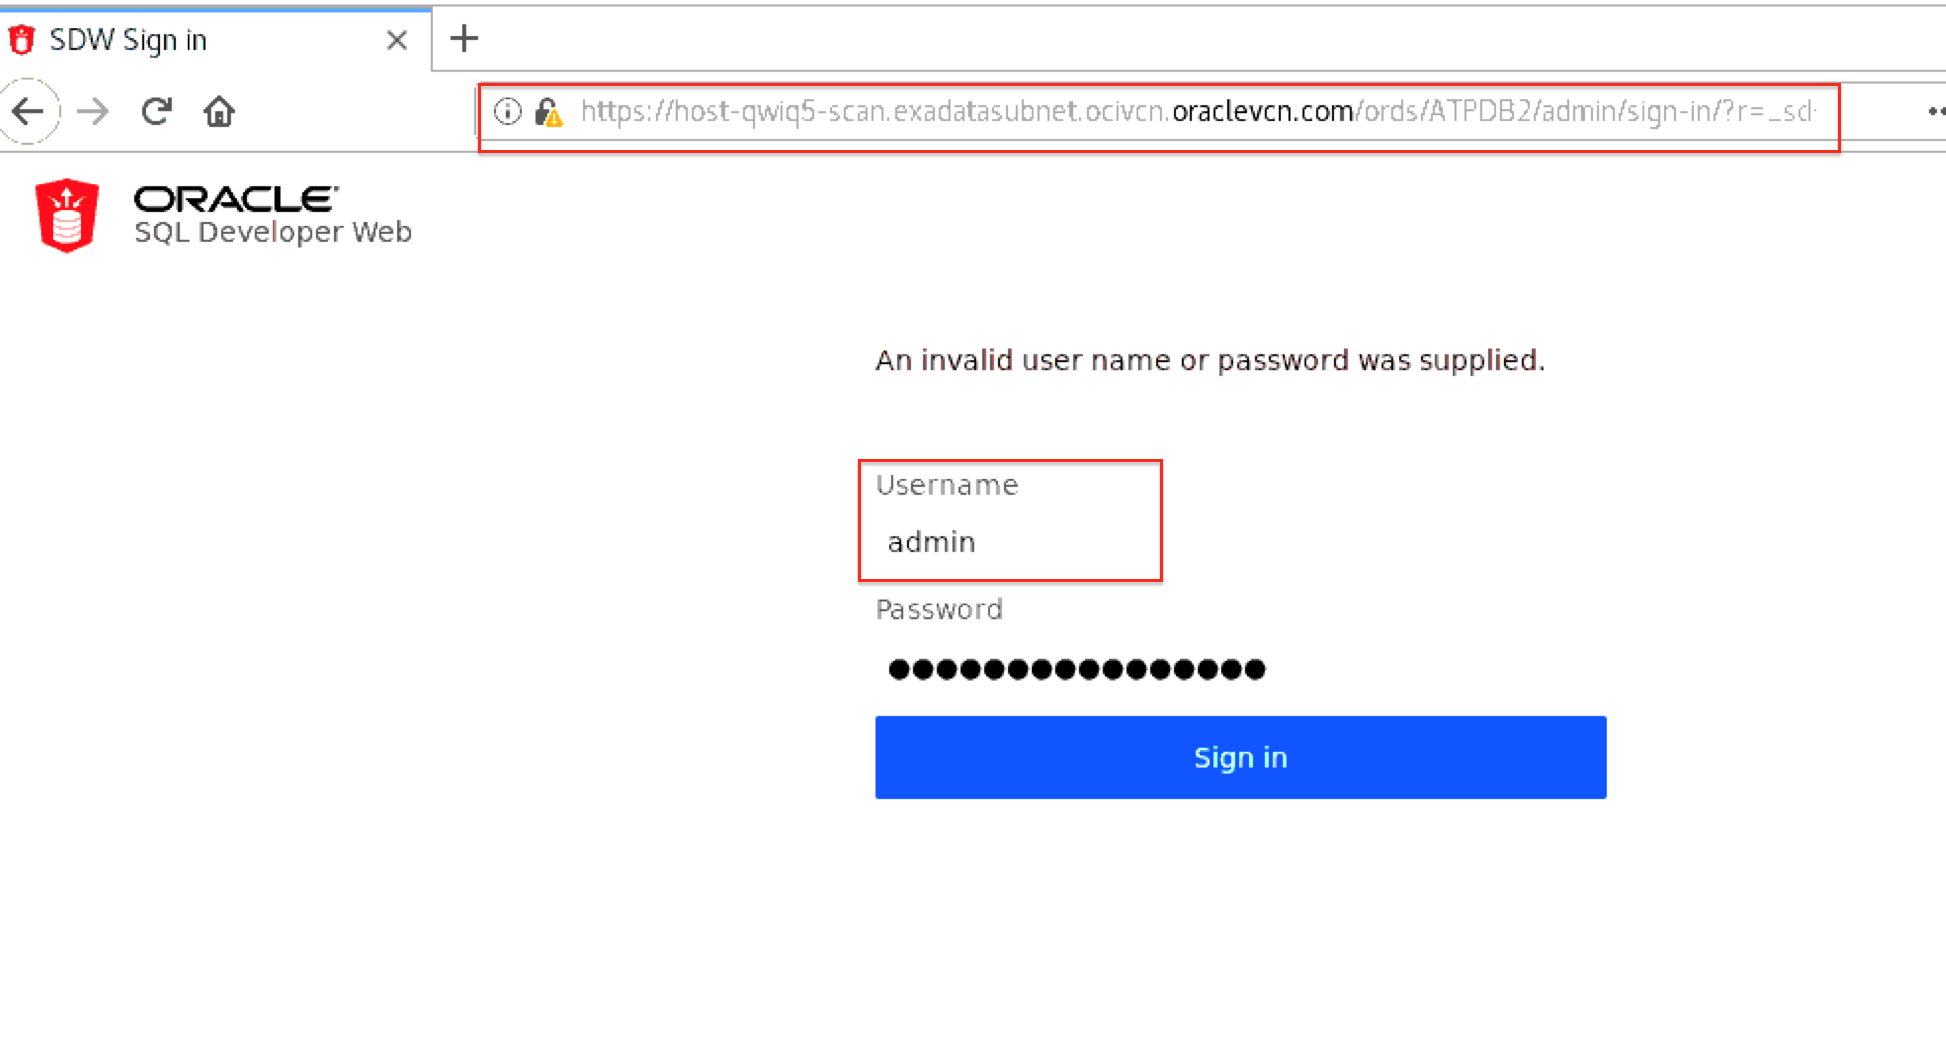 SDW Sign in
https://host-qwiq5-scan.exadatasubnet.ocivcn.oraclevcn.com/ords/ATPDB2/admin/sign-in/?r=_sd
ORACLE
SQL Developer Web
An invalid user name or password was supplied.
Username
admin
Password
Sign in